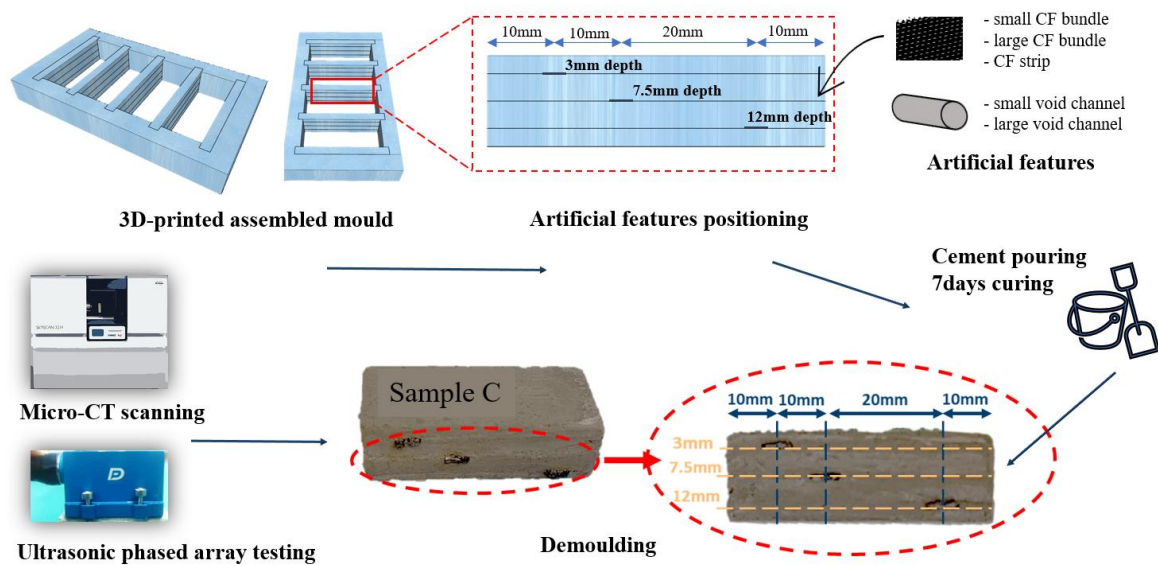 10mm
10mm
20mm
10mm
3mm depth
7.5mm depth
12mm depth
- small CF bundle
- large CF bundle
- CF strip
- small void channel
- large void channel
Artificial features
3D-printed assembled mould
Artificial features positioning
Cement pouring
7days curing
Micro-CT scanning
Sample C
10mm
10mm
20mm
10mm
3mm
7.5mm
12mm
Ultrasonic phased array testing
Demoulding